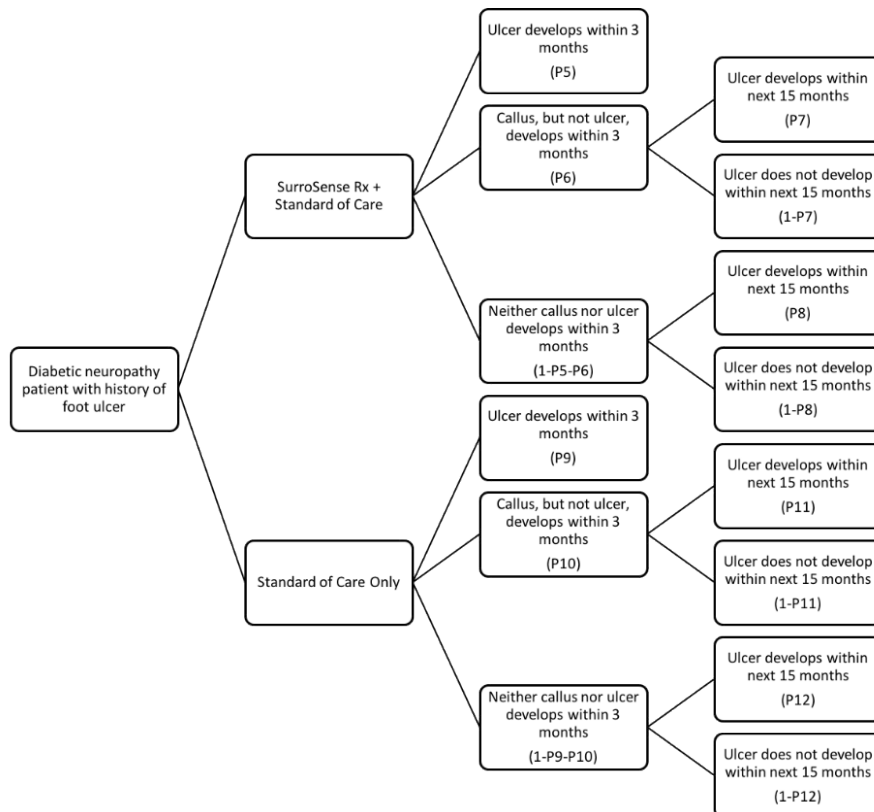 Diabetic neuropathy
patient with history of
foot ulcer
SurroSense Rx +
Standard of Care
Ulcer develops within 3
months
(P5)
Callus, but not ulcer,
develops within 3
months
(P6)
Ulcer develops within
next 15 months
(P7)
Ulcer does not develop
within next 15 months
(1-P7)
Neither callus nor ulcer
develops within 3
months
(1-P5-P6)
Ulcer develops within
next 15 months
(P8)
Ulcer does not develop
within next 15 months
(1-P8)
Standard of Care Only
Ulcer develops within 3
months
(P9)
Callus, but not ulcer,
develops within 3
months
(P10)
Ulcer develops within
next 15 months
(P11)
Ulcer does not develop
within next 15 months
(1-P11)
Neither callus nor ulcer
develops within 3
months
(1-P9-P10)
Ulcer develops within
next 15 months
(P12)
Ulcer does not develop
within next 15 months
(1-P12)